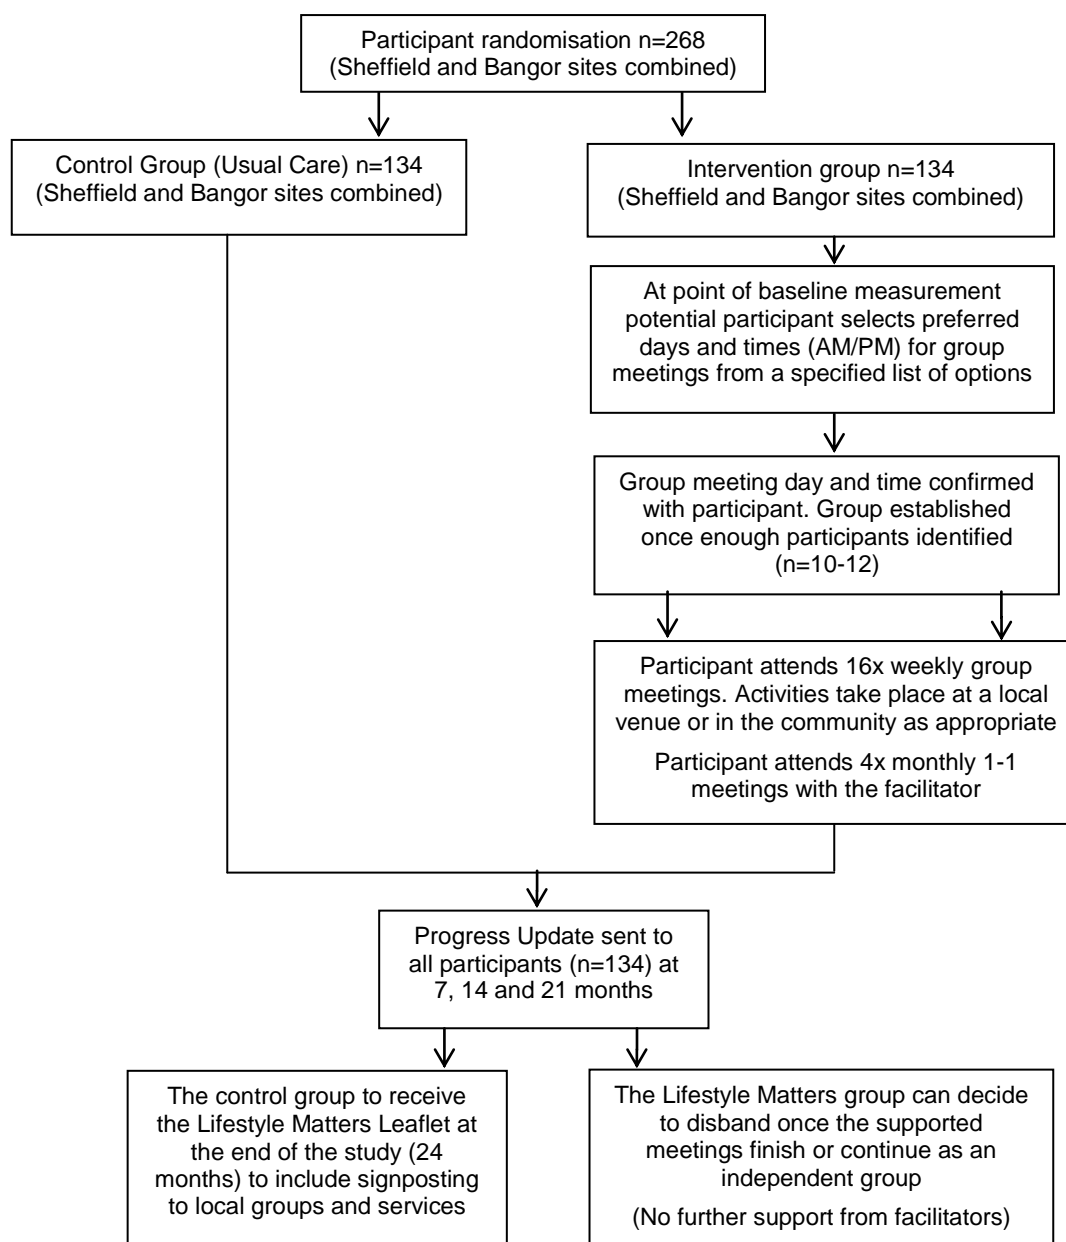 Participant randomisation n=268
(Sheffield and Bangor sites combined)
Control Group (Usual Care) n=134
(Sheffield and Bangor sites combined)
Intervention group n=134
(Sheffield and Bangor sites combined)
At point of baseline measurement
potential participant selects preferred
days and times (AM/PM) for group
meetings from a specified list of options
Group meeting day and time confirmed
with participant. Group established
once enough participants identified
(n=10-12)
Participant attends 16x weekly group
meetings. Activities take place at a local
venue or in the community as appropriate
Participant attends 4x monthly 1-1
meetings with the facilitator
Progress Update sent to
all participants (n=134) at
7, 14 and 21 months
The control group to receive
the Lifestyle Matters Leaflet at
the end of the study (24
months) to include signposting
to local groups and services
The Lifestyle Matters group can decide
to disband once the supported
meetings finish or continue as an
independent group
(No further support from facilitators)